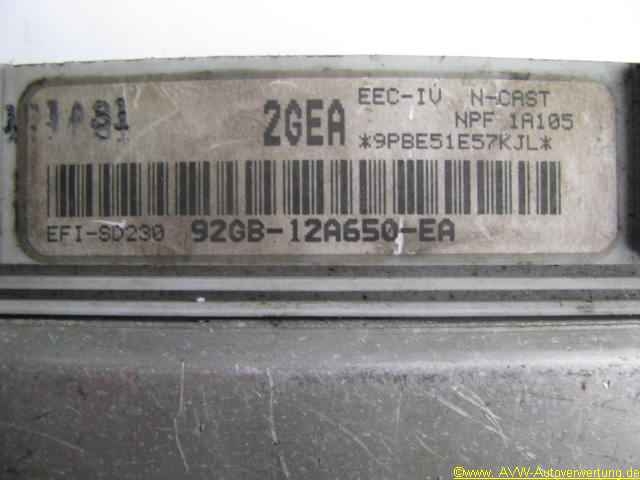 EEC-IV N-CAST
2GEA
NPF 1A105
*9PBE51E57KJL*
EFI-SD230 92GB-12A650-EA
©www. AVW-Autoverwertung.de